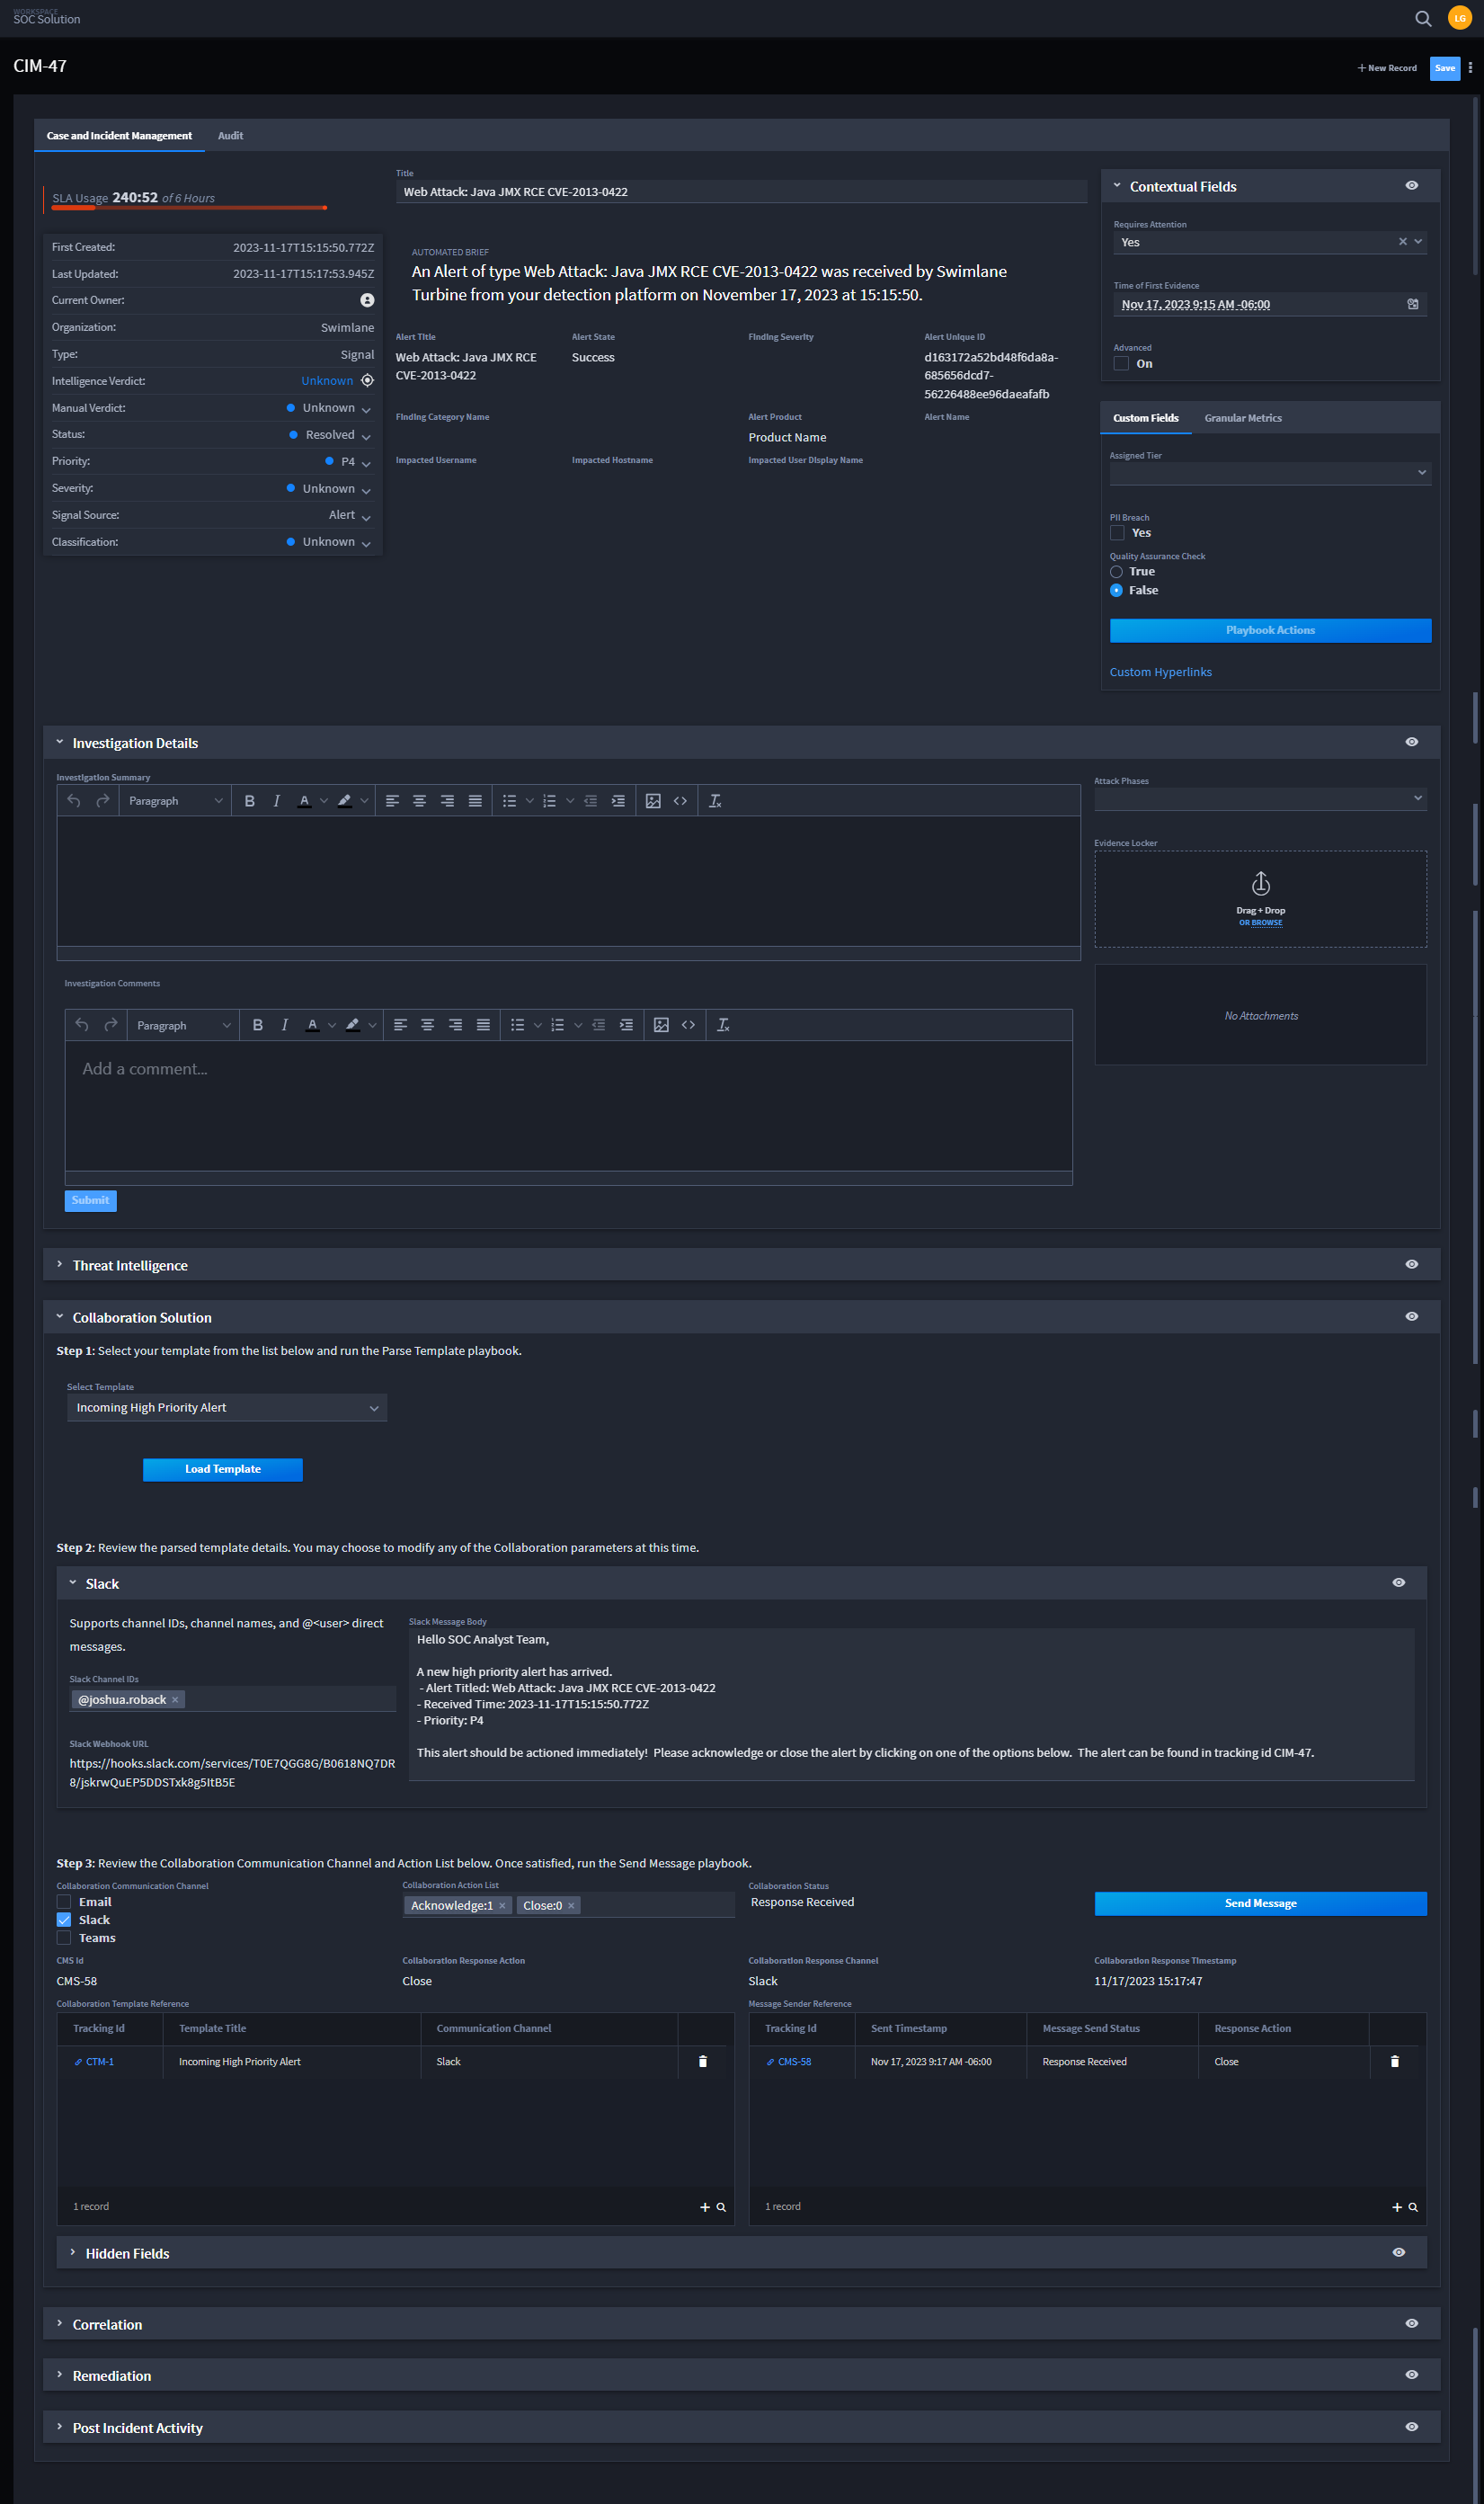 WORKSPACE
SOC Solution
LG
CIM-47
New Record
Save
Case and Incident Management
Audit
SLA Usage 240:52 of 6 Hours
First Created: 2023-11-17T15:15:50.772Z
Last Updated: 2023-11-17T15:17:53.945Z
Current Owner:
Organization: Swimlane
Type: Signal
Intelligence Verdict: Unknown
Manual Verdict: Unknown
Status: Resolved
Priority: P4
Severity: Unknown
Signal Source: Alert
Classification: Unknown
Title
Web Attack: Java JMX RCE CVE-2013-0422
AUTOMATED BRIEF
An Alert of type Web Attack: Java JMX RCE CVE-2013-0422 was received by Swimlane
Turbine from your detection platform on November 17, 2023 at 15:15:50.
Alert Title
Web Attack: Java JMX RCE
CVE-2013-0422
Alert State
Success
Finding Severity
Alert Unique ID
d163172a52bd48f6da8a-
685656dcd7-
56226488ee96daeafafb
Finding Category Name
Alert Product
Product Name
Alert Name
Impacted Username
Impacted Hostname
Impacted User Display Name
Contextual Fields
Requires Attention
Yes
Time of First Evidence
Nov 17, 2023 9:15 AM -06:00
Advanced
On
Custom Fields
Granular Metrics
Assigned Tier
PII Breach
Yes
Quality Assurance Check
True
False
Playbook Actions
Custom Hyperlinks
Investigation Details
Investigation Summary
Paragraph
Investigation Comments
Paragraph
Add a comment...
Submit
Attack Phases
Evidence Locker
Drag + Drop
OR BROWSE
No Attachments
Threat Intelligence
Collaboration Solution
Step 1: Select your template from the list below and run the Parse Template playbook.
Select Template
Incoming High Priority Alert
Load Template
Step 2: Review the parsed template details. You may choose to modify any of the Collaboration parameters at this time.
Slack
Supports channel IDs, channel names, and @<user> direct
messages.
Slack Channel IDs
@joshua.roback
Slack Webhook URL
https://hooks.slack.com/services/T0E7QGG8G/B0618NQ7DR
8/jskrwQuEP5DDSTxk8g5ItB5E
Slack Message Body
Hello SOC Analyst Team,
A new high priority alert has arrived.
- Alert Titled: Web Attack: Java JMX RCE CVE-2013-0422
- Received Time: 2023-11-17T15:15:50.772Z
- Priority: P4
This alert should be actioned immediately! Please acknowledge or close the alert by clicking on one of the options below. The alert can be found in tracking id CIM-47.
Step 3: Review the Collaboration Communication Channel and Action List below. Once satisfied, run the Send Message playbook.
Collaboration Communication Channel
Email
Slack
Teams
Collaboration Action List
Acknowledge:1
Close:0
Collaboration Status
Response Received
Send Message
CMS Id
CMS-58
Collaboration Response Action
Close
Collaboration Response Channel
Slack
Collaboration Response Timestamp
11/17/2023 15:17:47
Collaboration Template Reference
Tracking Id Template Title Communication Channel
CTM-1 Incoming High Priority Alert Slack
1 record
Message Sender Reference
Tracking Id Sent Timestamp Message Send Status Response Action
CMS-58 Nov 17, 2023 9:17 AM -06:00 Response Received Close
1 record
Hidden Fields
Correlation
Remediation
Post Incident Activity